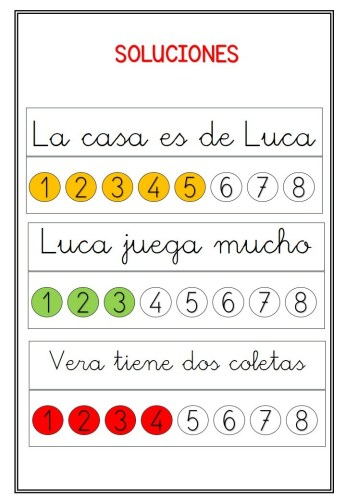 SOLUCIONES
La casa es de Luca
1 2 3 4 5 6 7 8
Luca juega mucho
1 2 3 4 5 6 7 8
Vera tiene dos coletas
1 2 3 4 5 6 7 8